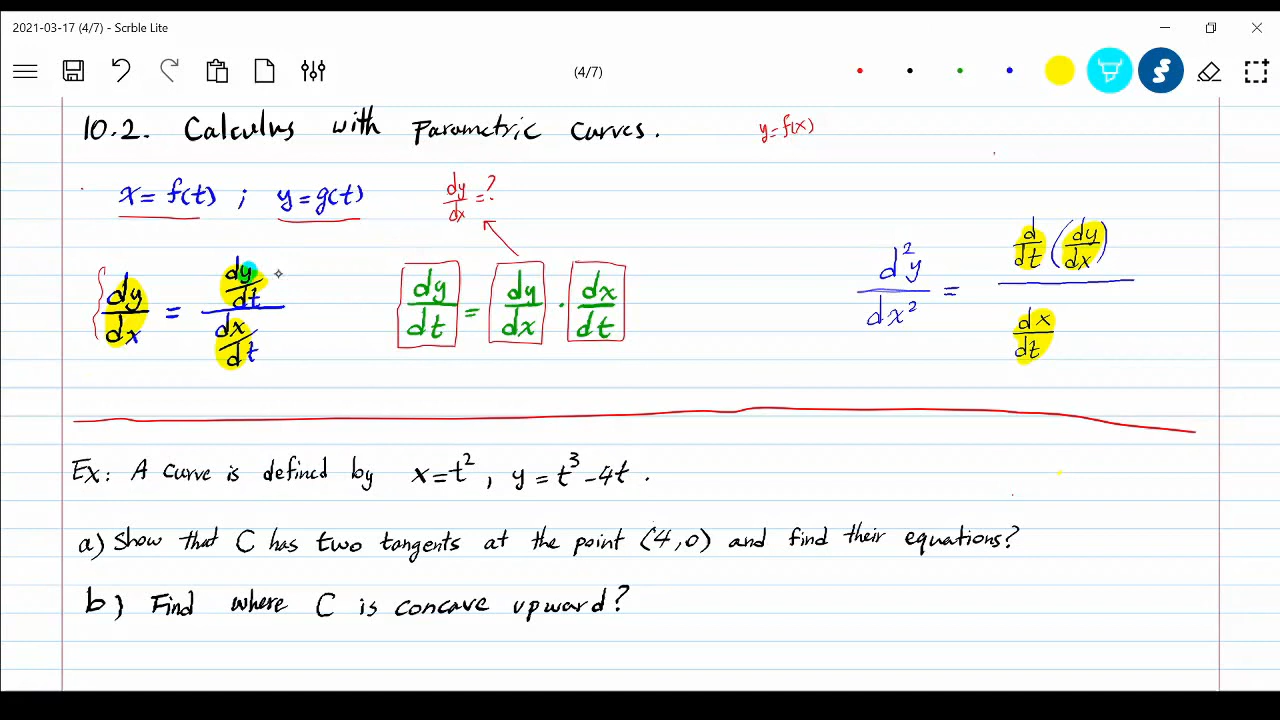 2021-03-17 (4/7) - Scrble Lite
(4/7)
10.2. Calculus with Parametric Curves.
y=f(x)
x=f(t) ; y=g(t)
dy/dx = ?
dy/dx = (dy/dt)/(dx/dt)
dy/dt = dy/dx · dx/dt
d²y/dx² = (d/dt (dy/dx))/(dx/dt)
Ex: A curve is defined by x=t², y=t³-4t.
a) Show that C has two tangents at the point (4,0) and find their equations?
b) Find where C is concave upward?